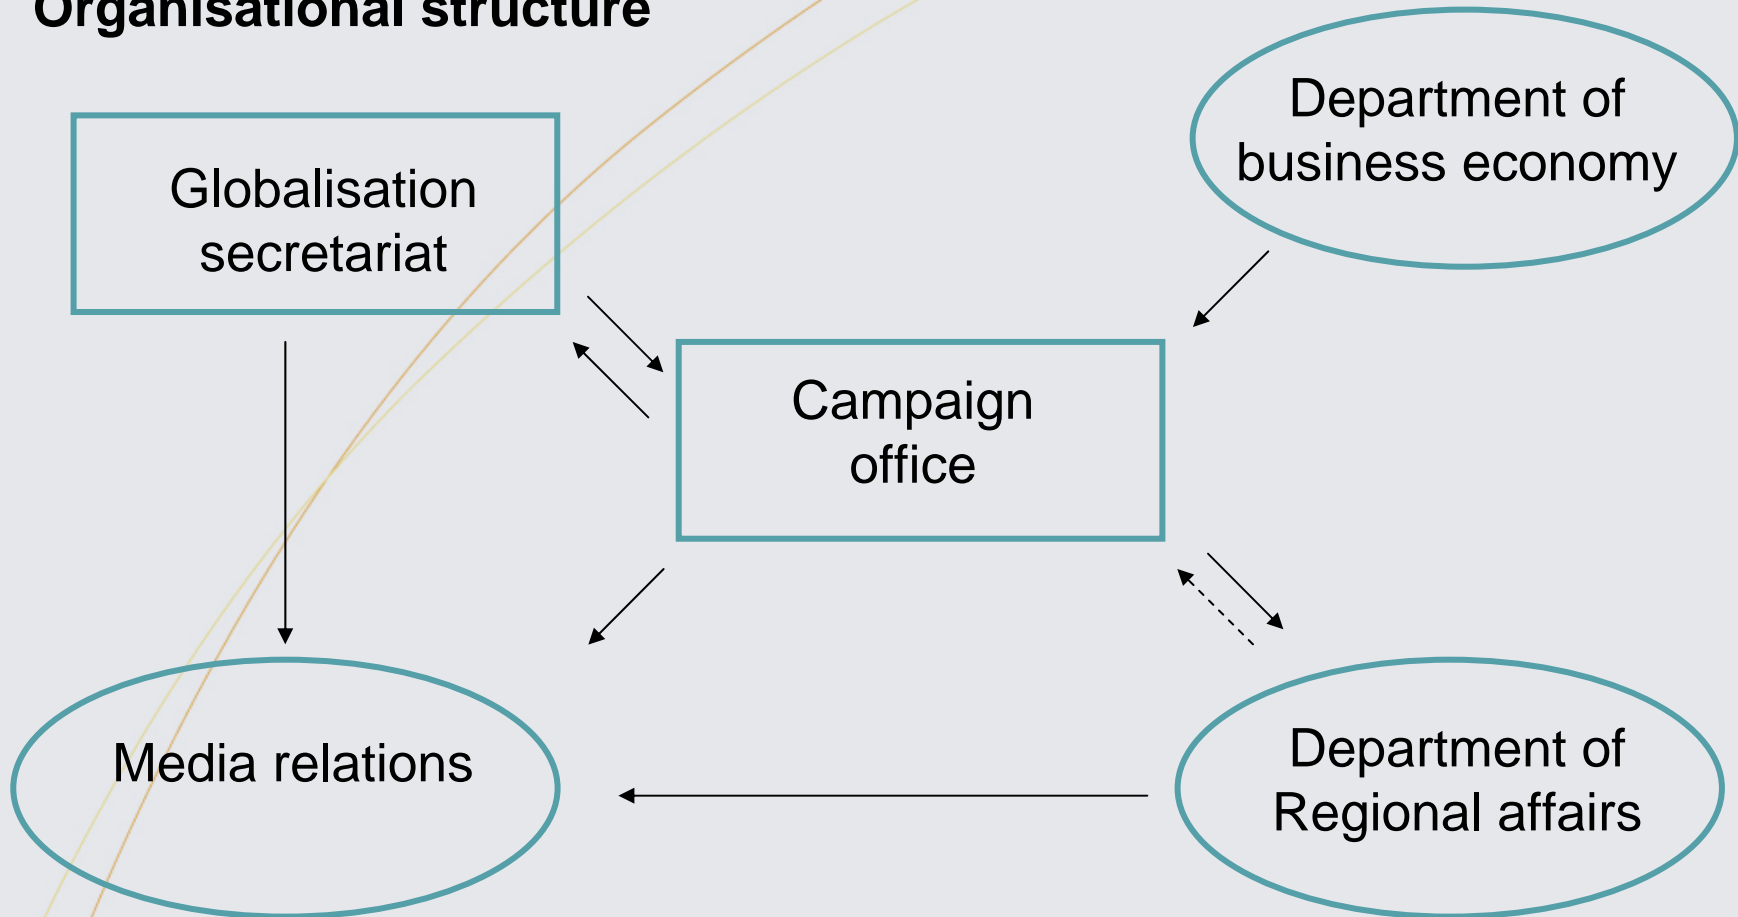 Organisational structure
Department of
business economy
Globalisation
secretariat
Campaign
office
Media relations
Department of
Regional affairs